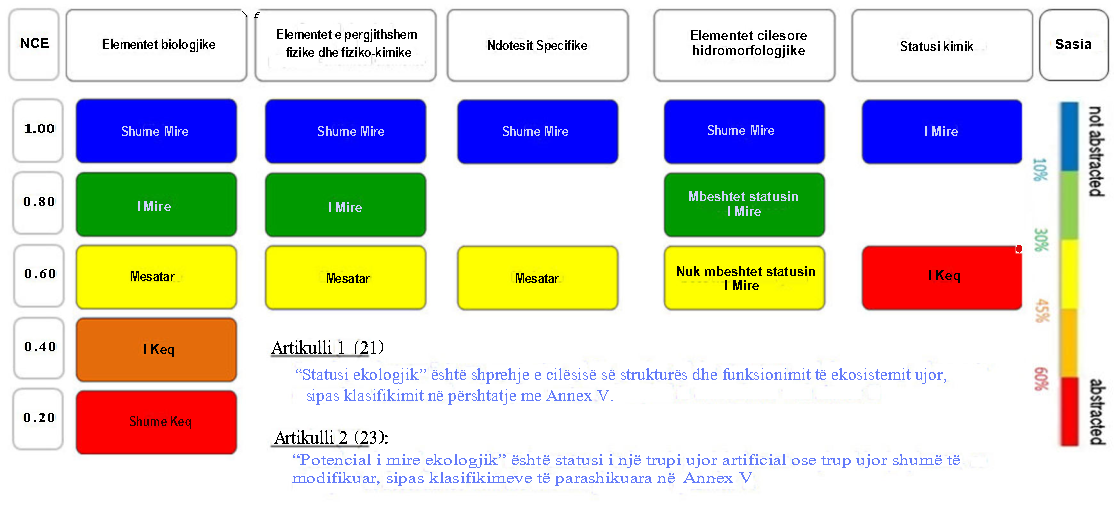 NCE
Elementet biologjike
Elementet e pergjithshem
fizike dhe fiziko-kimike
Ndotesit Specifike
Elementet cilesore
hidromorfologjike
Statusi kimik
Sasia
1.00
Shume Mire
Shume Mire
Shume Mire
Shume Mire
I Mire
not abstracted
10%
0.80
I Mire
I Mire
Mbeshtet statusin
I Mire
30%
0.60
Mesatar
Mesatar
Mesatar
Nuk mbeshtet statusin
I Mire
I Keq
45%
0.40
I Keq
60%
0.20
Shume Keq
abstracted
Artikulli 1 (21)
“Statusi ekologjik” është shprehje e cilësisë së strukturës dhe funksionimit të ekosistemit ujor,
sipas klasifikimit në përshtatje me Annex V.
Artikulli 2 (23):
“Potencial i mire ekologjik” është statusi i një trupi ujor artificial ose trup ujor shumë të
modifikuar, sipas klasifikimeve të parashikuara në Annex V